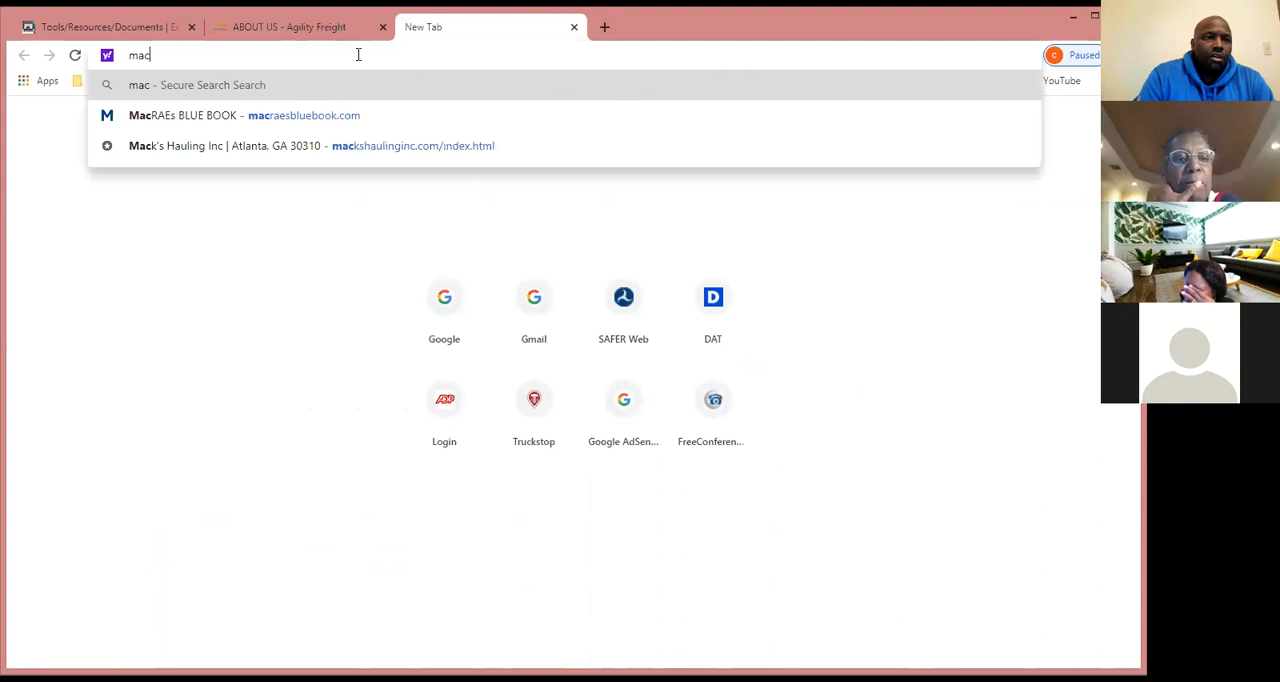 Tools/Resources/Documents | Ex
ABOUT US - Agility Freight
New Tab
mac
Paused
Apps
YouTube
mac - Secure Search Search
MacRAEs BLUE BOOK - macraesbluebook.com
Mack's Hauling Inc | Atlanta, GA 30310 - mackshaulinginc.com/index.html
Google
Gmail
SAFER Web
DAT
Login
Truckstop
Google AdSen...
FreeConferen...